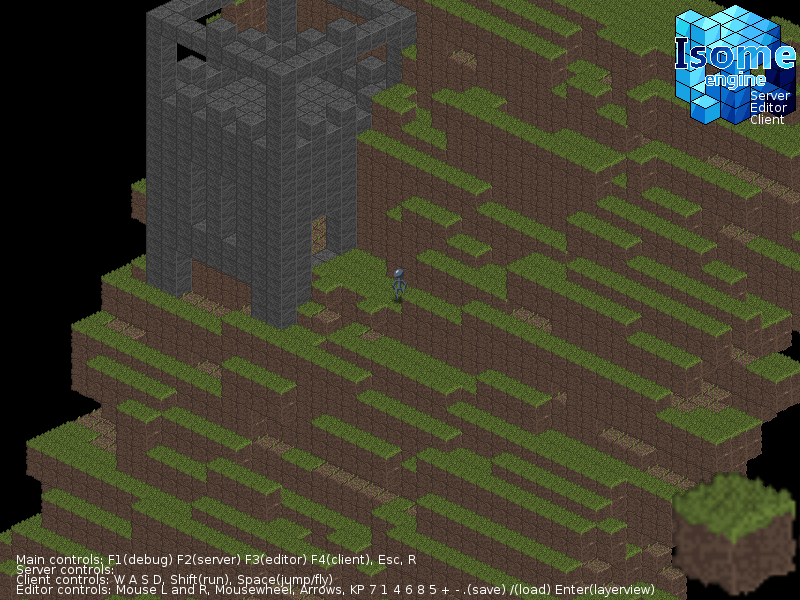 Isome
engine
Server
Editor
Client
Main controls: F1(debug) F2(server) F3(editor) F4(client), Esc, R
Server controls:
Client controls: W A S D, Shift(run), Space(jump/fly)
Editor controls: Mouse L and R, Mousewheel, Arrows, KP 7 1 4 6 8 5 + - .(save) /(load) Enter(layerview)